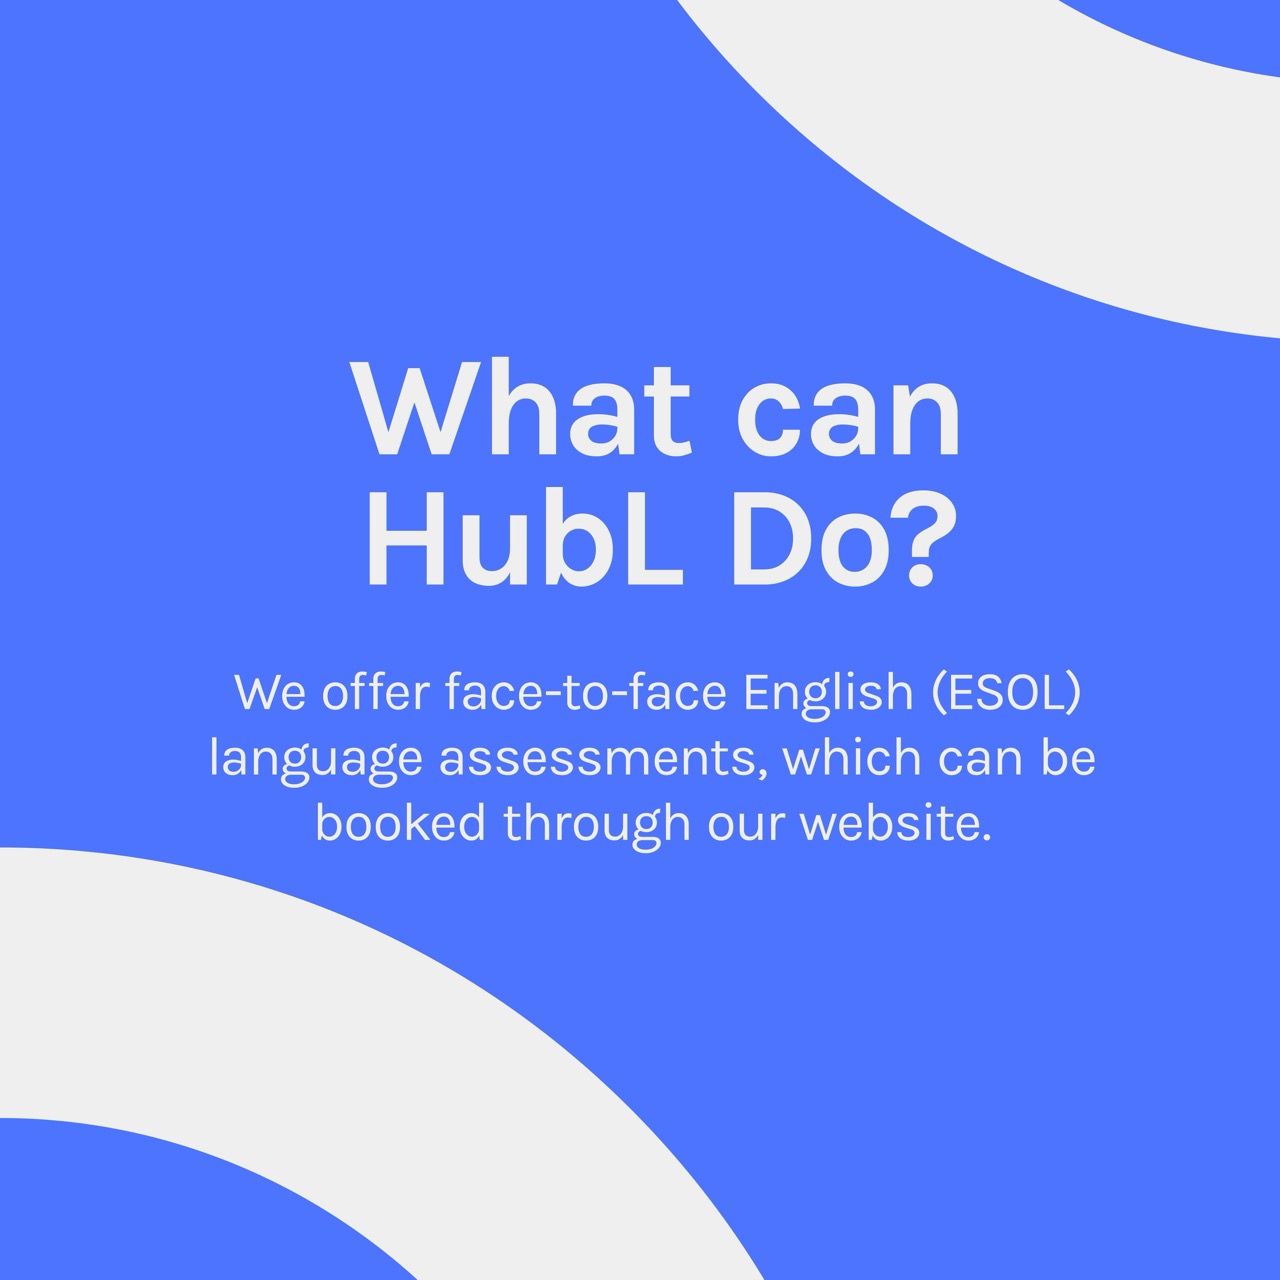 What can
HubL Do?
We offer face-to-face English (ESOL)
language assessments, which can be
booked through our website.